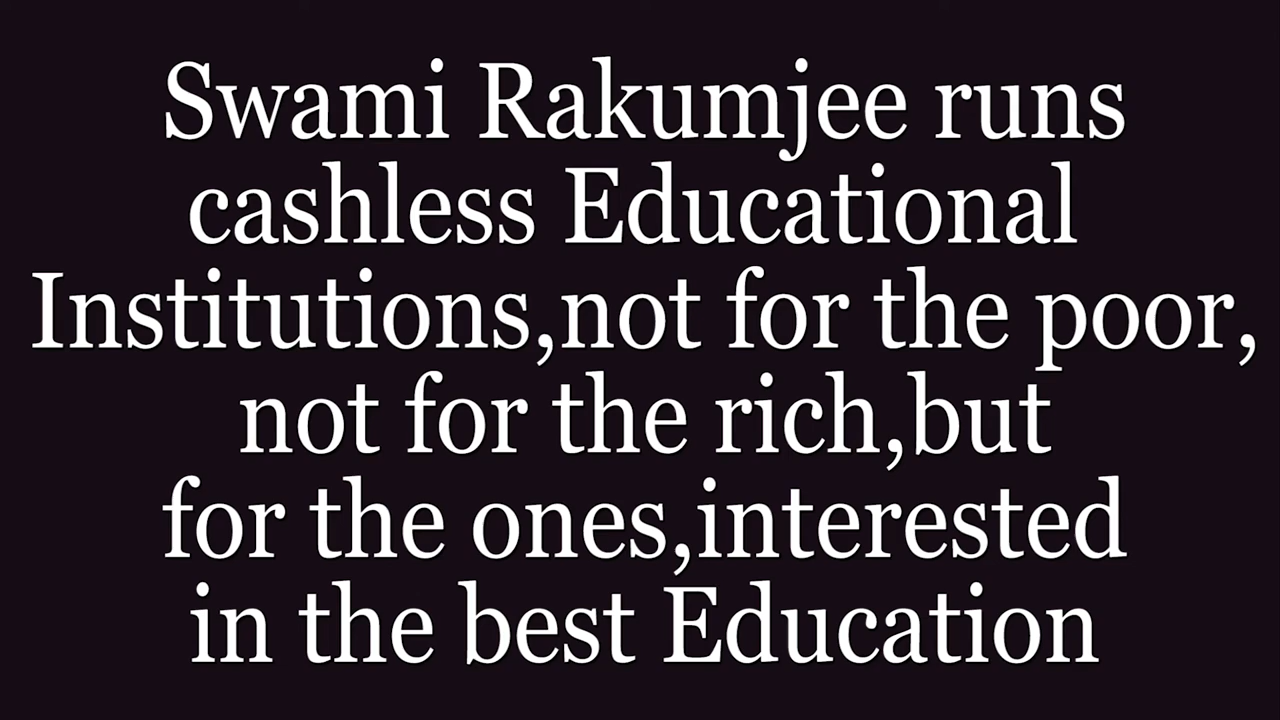 Swami Rakumjee runs
cashless Educational
Institutions,not for the poor,
not for the rich,but
for the ones,interested
in the best Education